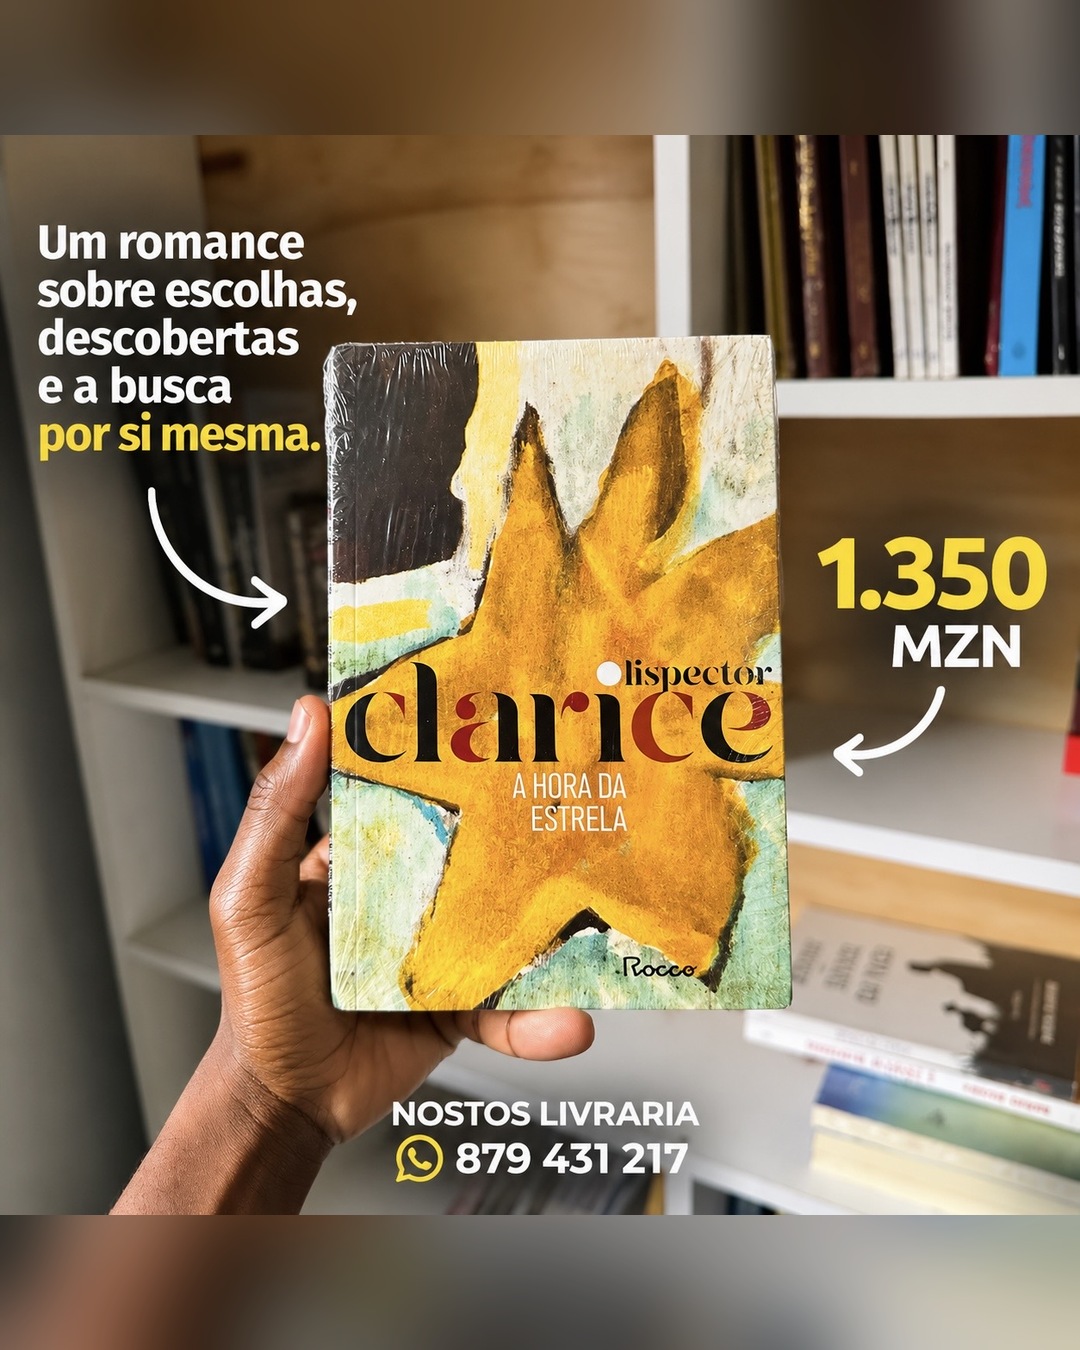 Um romance
sobre escolhas,
descobertas
e a busca
por si mesma.
1.350
MZN
lispector
clarice
A HORA DA
ESTRELA
Rocco
NOSTOS LIVRARIA
879 431 217